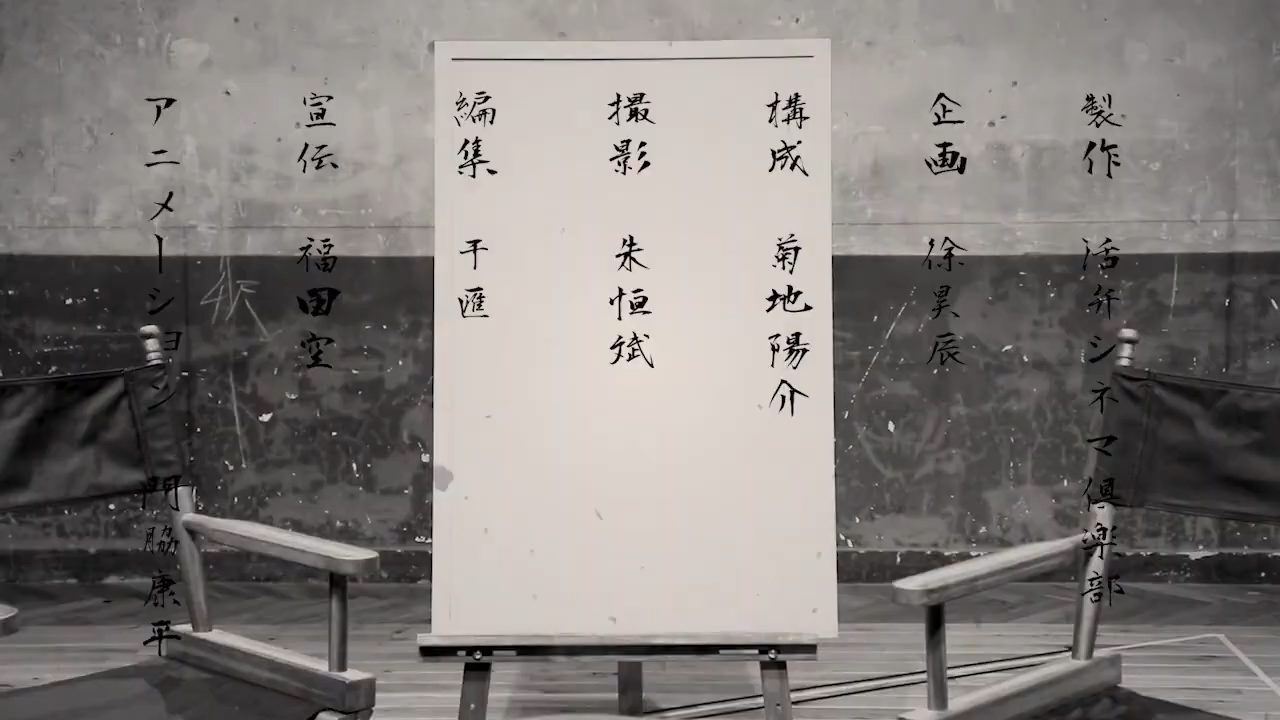 製作 活弁シネマ倶楽部
企画 徐昊辰
構成 菊地陽介
撮影 朱恒斌
編集 干匯
宣伝 福田空
アニメーション 門脇康平